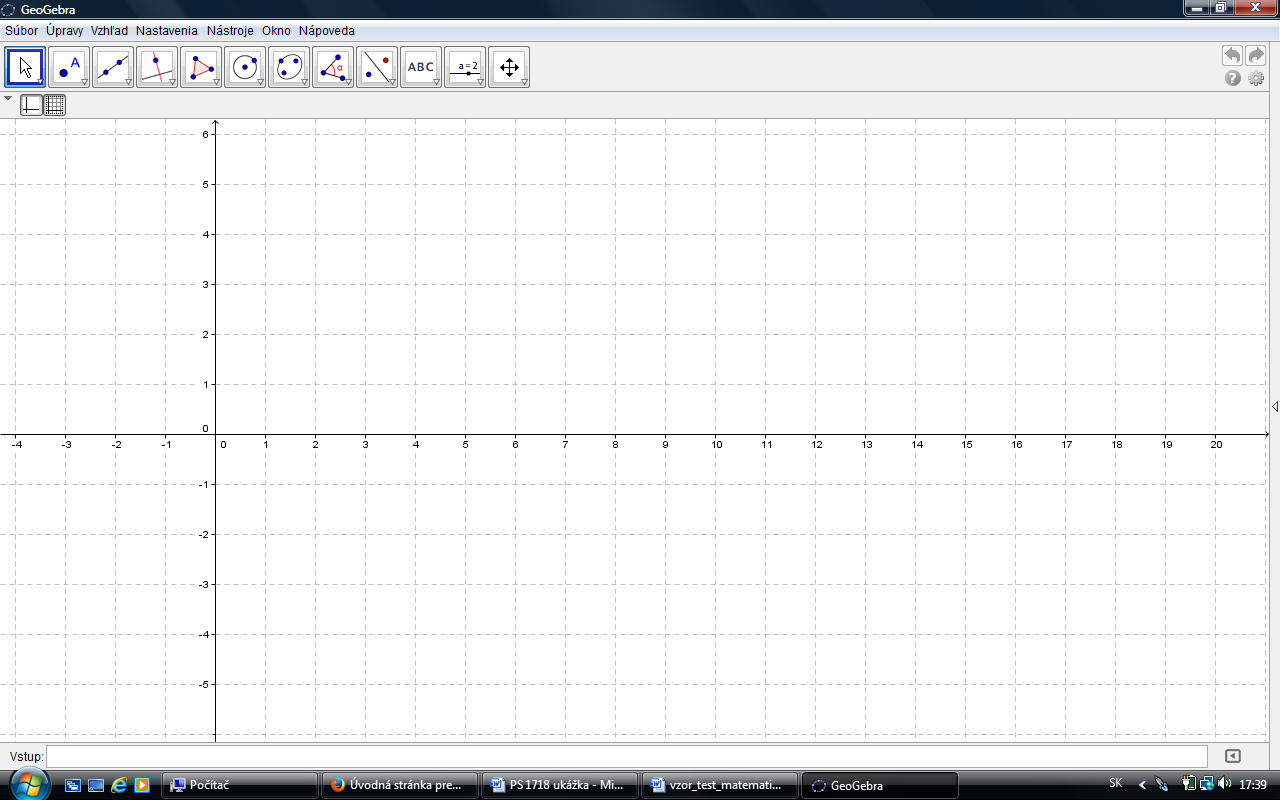 GeoGebra
Súbor Úpravy Vzhľad Nastavenia Nástroje Okno Nápoveda
A α ABC a=2
6
5
4
3
2
1
0
-4 -3 -2 -1 0 1 2 3 4 5 6 7 8 9 10 11 12 13 14 15 16 17 18 19 20
-1
-2
-3
-4
-5
Vstup:
Počítač Úvodná stránka pre... PS1718 ukážka - Mi... vzor_test_matemati... GeoGebra SK 17:39